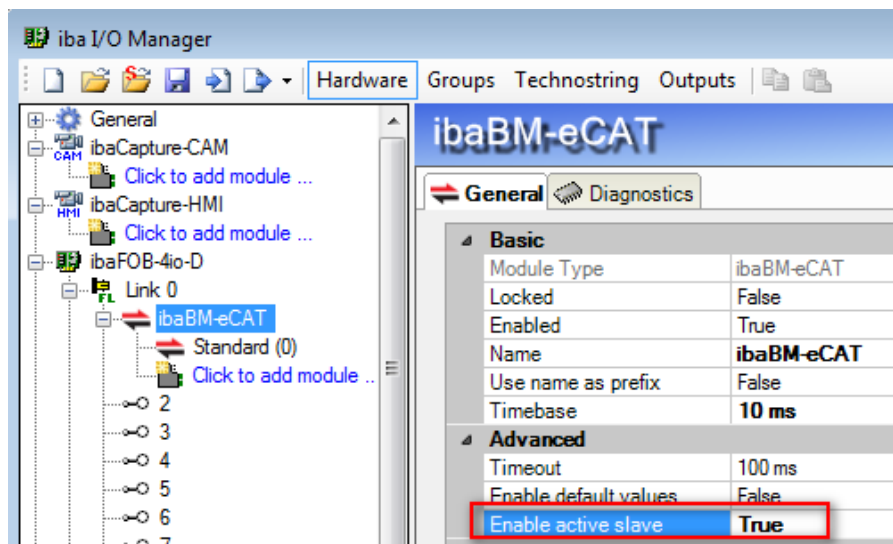 iba I/O Manager
Hardware Groups Technostring Outputs
General
ibaCapture-CAM
CAM
Click to add module ...
ibaCapture-HMI
HMI
Click to add module ...
ibaFOB-4io-D
FL Link 0
ibaBM-eCAT
Standard (0)
Click to add module ..
2
3
4
5
6
7
ibaBM-eCAT
General Diagnostics
Basic
Module Type ibaBM-eCAT
Locked False
Enabled True
Name ibaBM-eCAT
Use name as prefix False
Timebase 10 ms
Advanced
Timeout 100 ms
Enable default values False
Enable active slave True